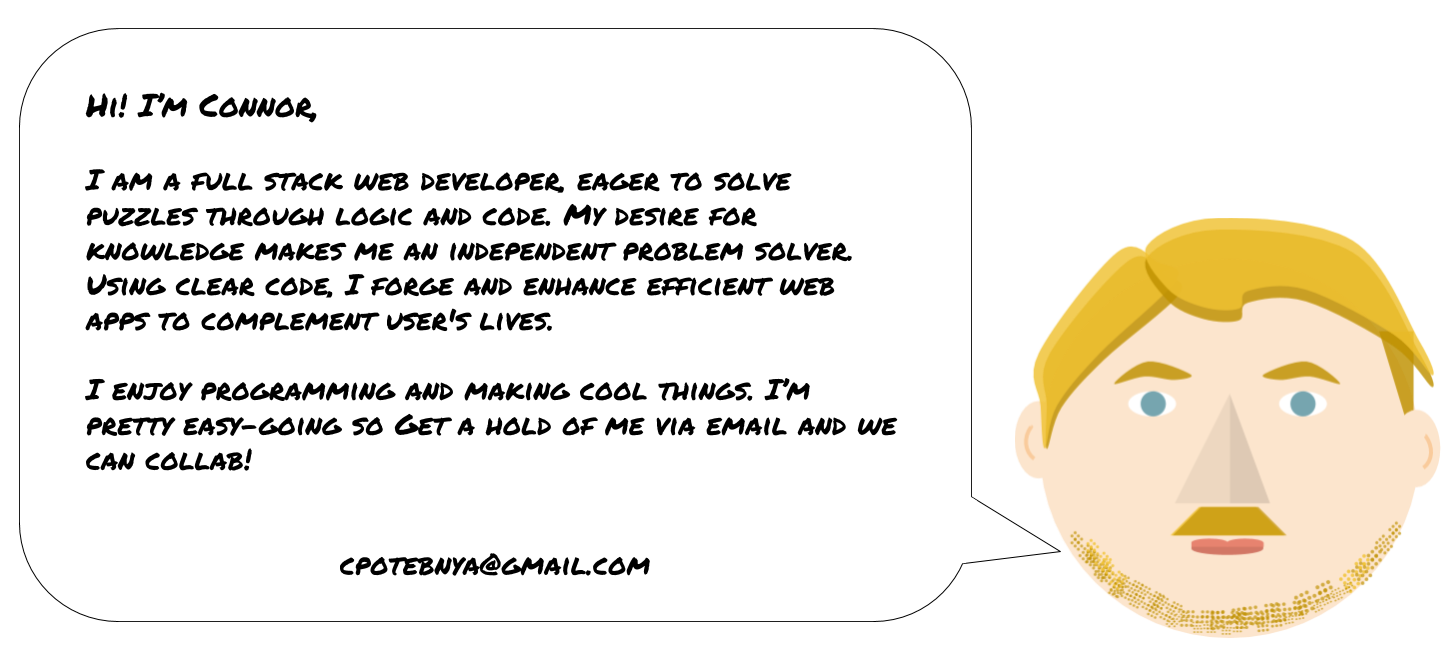 Hi! I'm Connor,
I am a full stack web developer, eager to solve
puzzles through logic and code. My desire for
knowledge makes me an independent problem solver.
Using clear code, I forge and enhance efficient web
apps to complement user's lives.
I enjoy programming and making cool things. I'm
pretty easy-going so Get a hold of me via email and we
can collab!
cpotebnya@gmail.com